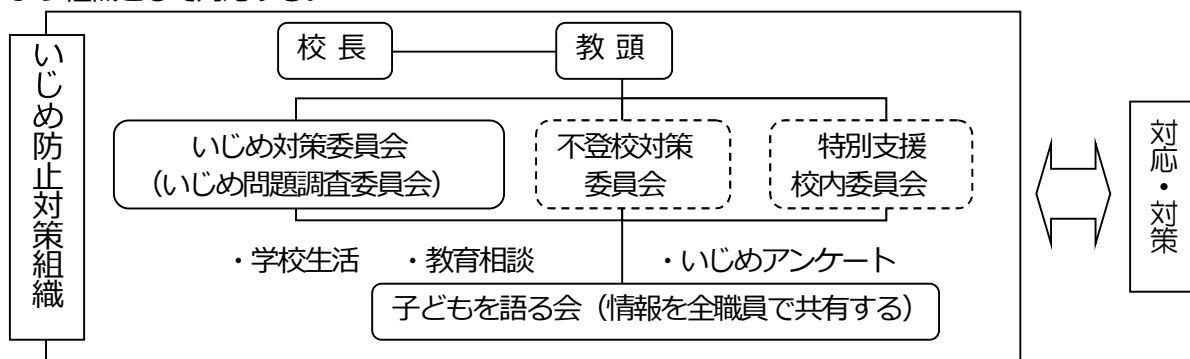 いじめ防止対策組織
校 長
教 頭
いじめ対策委員会
(いじめ問題調査委員会)
不登校対策
委員会
特別支援
校内委員会
・学校生活 ・教育相談 ・いじめアンケート
子どもを語る会(情報を全職員で共有する)
対応・対策